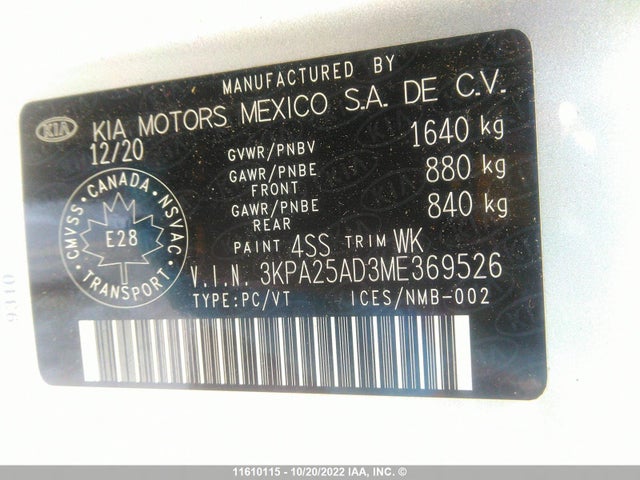 MANUFACTURED BY
KIA KIA MOTORS MEXICO S.A. DE C.V.
12/20 GVWR/PNBV 1640 kg
GAWR/PNBE FRONT 880 kg
GAWR/PNBE REAR 840 kg
PAINT 4SS TRIM WK
V.I.N. 3KPA25AD3ME369526
TYPE:PC/VT ICES/NMB-002
CMVSS • CANADA • NSVAC • TRANSPORT •
E28
9310
11610115 - 10/20/2022 IAA, Inc. ©